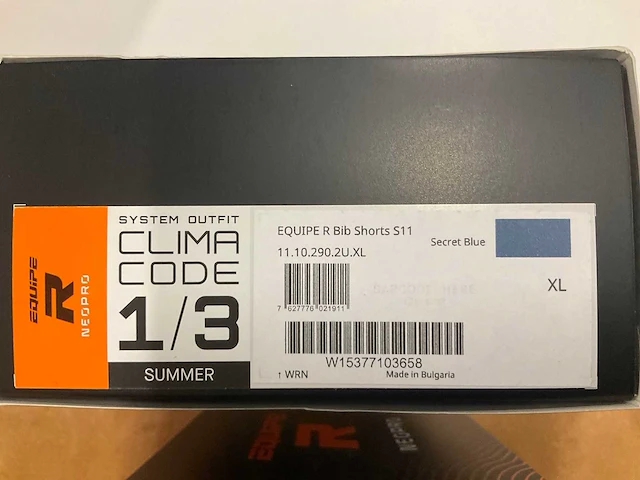 EQUIPE
R
NEOPRO
SYSTEM OUTFIT
CLIMA
CODE
1/3
SUMMER
EQUIPE R Bib Shorts S11
11.10.290.2U.XL
Secret Blue
XL
7 627776 021911
W15377103658
↑ WRN
Made in Bulgaria
EQUIPE
R
NEOPRO